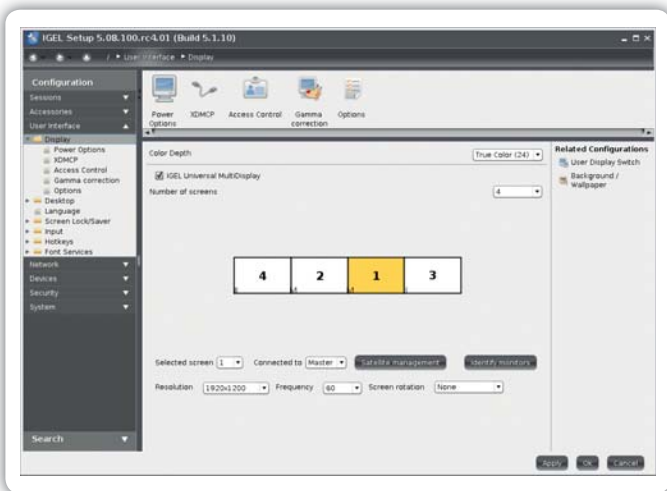 IGEL Setup 5.08.100.rc4.01 (Build 5.1.10)
/ ▸ User Interface ▸ Display
Configuration
Sessions
Accessories
User Interface
Display
Power Options
XDMCP
Access Control
Gamma correction
Options
Desktop
Language
Screen Lock/Saver
Input
Hotkeys
Font Services
Network
Devices
Security
System
Search
Power Options
XDMCP
Access Control
Gamma correction
Options
Color Depth
True Color (24)
IGEL Universal MultiDisplay
Number of screens
4
4 2 1 3
Selected screen 1 Connected to Master Satellite management Identify monitors
Resolution 1920x1200 Frequency 60 Screen rotation None
Related Configurations
User Display Switch
Background / Wallpaper
Apply Ok Cancel